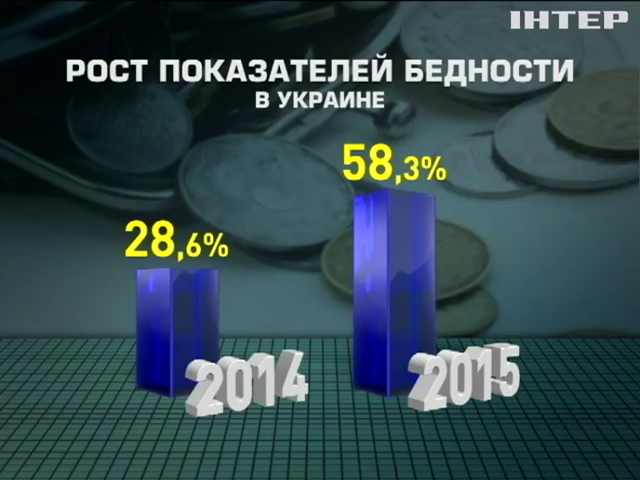 ІНТЕР
РОСТ ПОКАЗАТЕЛЕЙ БЕДНОСТИ
В УКРАИНЕ
58,3%
28,6%
2014
2015